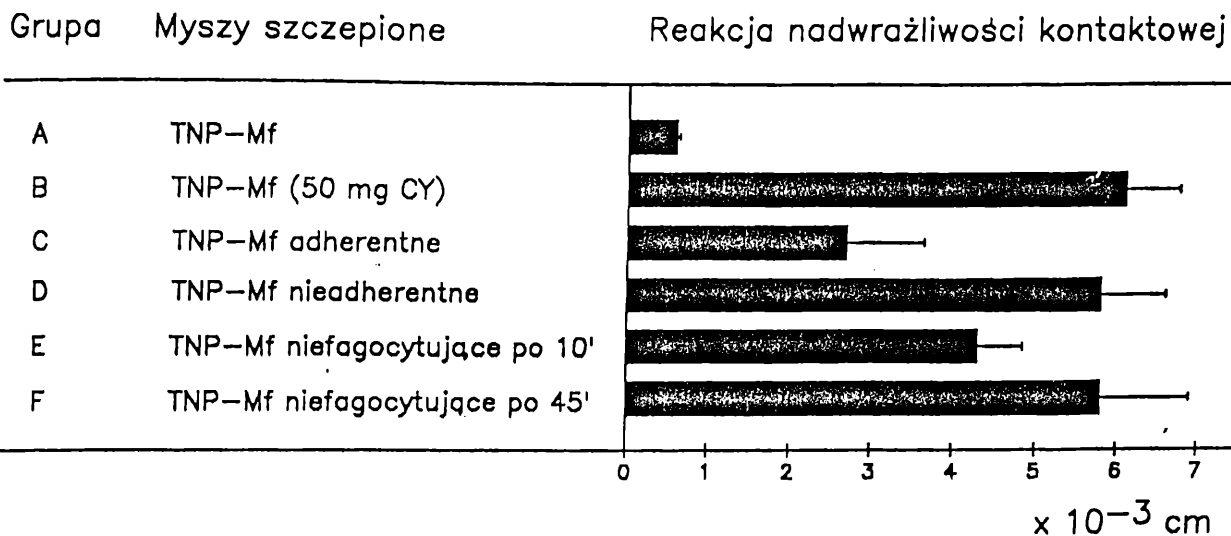 Grupa Myszy szczepione Reakcja nadwrażliwości kontaktowej
A TNP-Mf
B TNP-Mf (50 mg CY)
C TNP-Mf adherentne
D TNP-Mf nieadherentne
E TNP-Mf niefagocytujące po 10'
F TNP-Mf niefagocytujące po 45'
0 1 2 3 4 5 6 7
x 10⁻³ cm